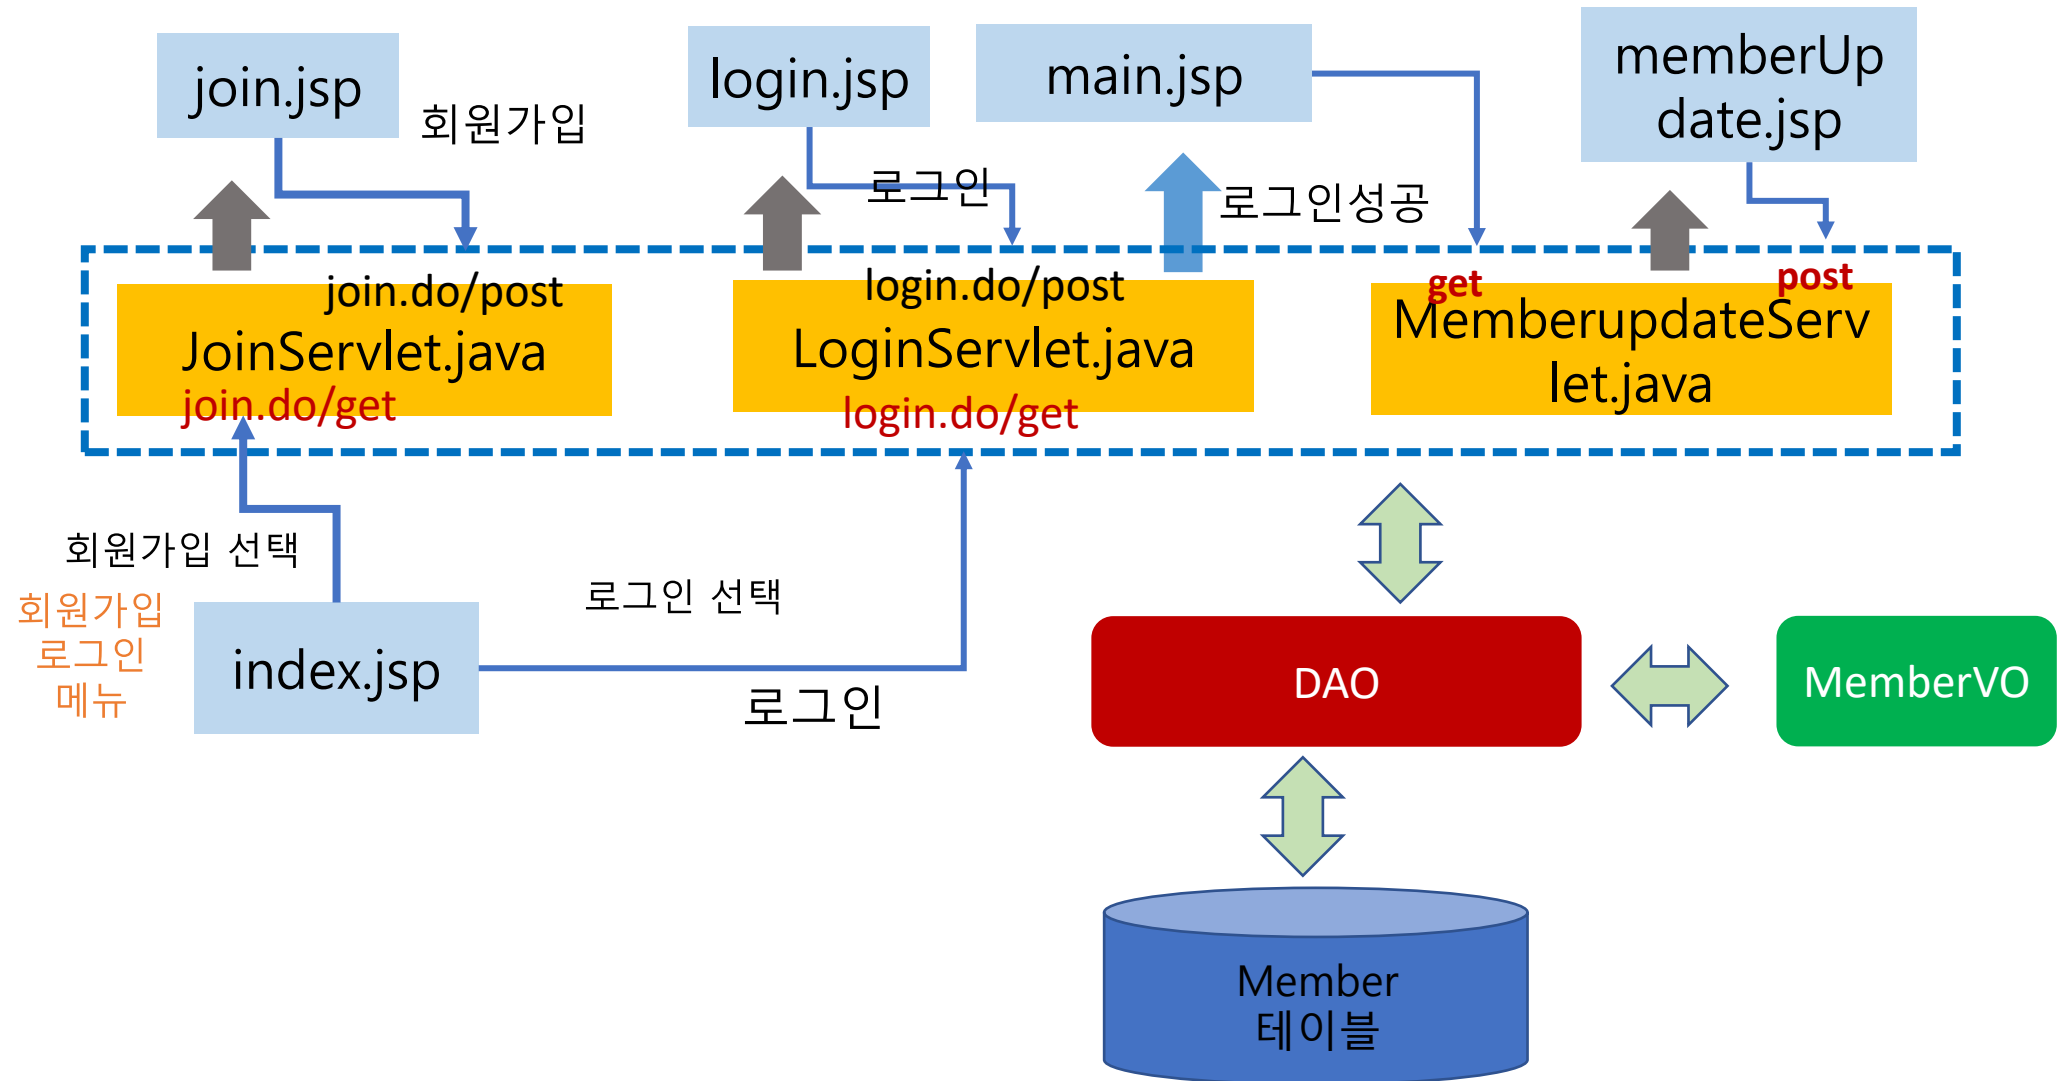 join.jsp
login.jsp
main.jsp
memberUp
date.jsp
회원가입
로그인
로그인성공
join.do/post
JoinServlet.java
join.do/get
login.do/post
LoginServlet.java
login.do/get
get
post
MemberupdateServ
let.java
회원가입 선택
로그인 선택
회원가입
로그인
메뉴
index.jsp
로그인
DAO
MemberVO
Member
테이블